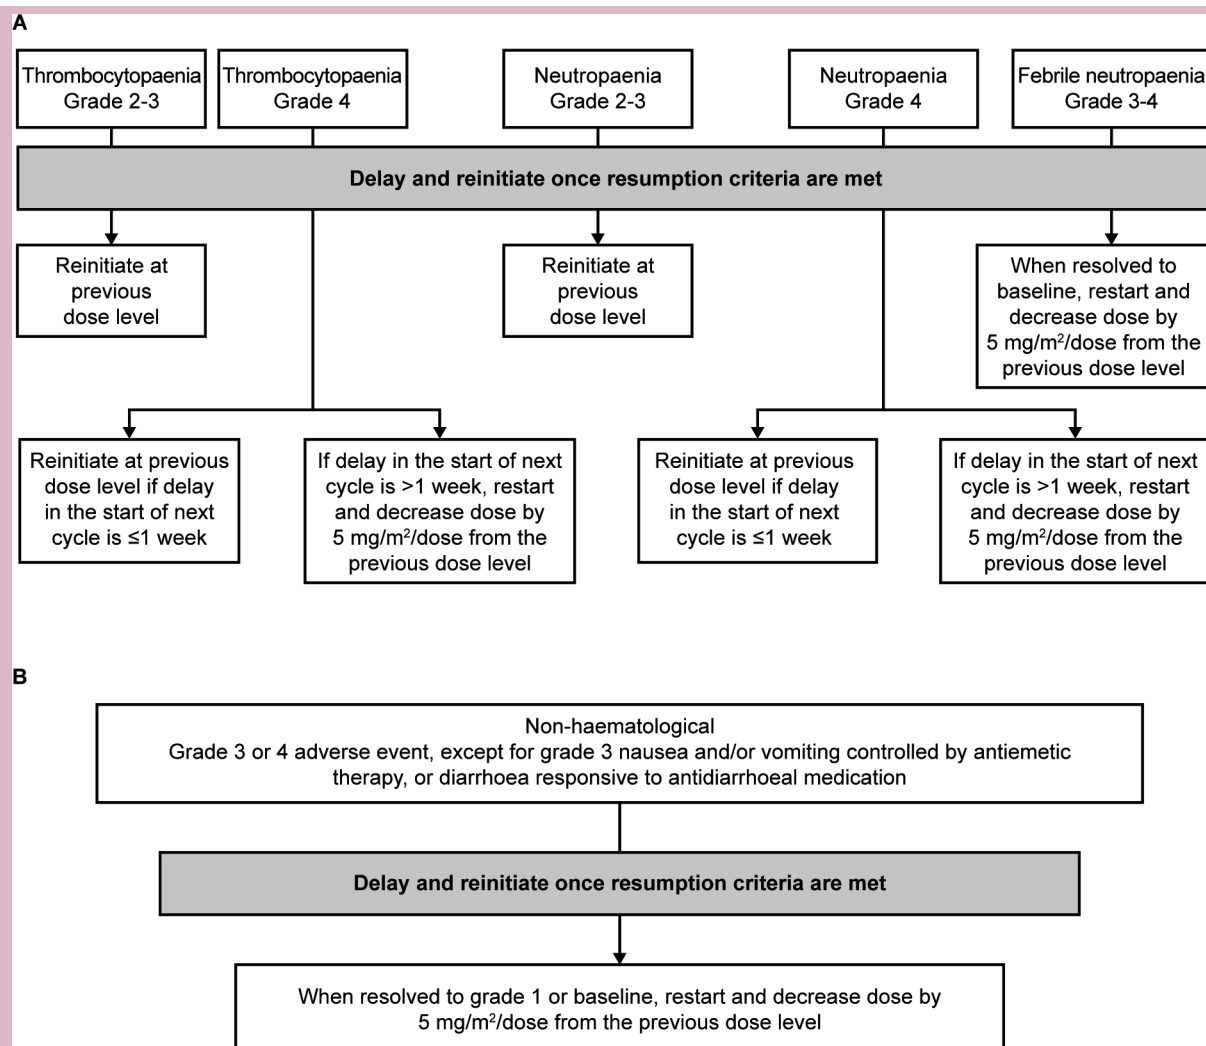 A
Thrombocytopaenia
Grade 2-3
Thrombocytopaenia
Grade 4
Neutropaenia
Grade 2-3
Neutropaenia
Grade 4
Febrile neutropaenia
Grade 3-4
Delay and reinitiate once resumption criteria are met
Reinitiate at
previous
dose level
Reinitiate at
previous
dose level
When resolved to
baseline, restart and
decrease dose by
5 mg/m²/dose from the
previous dose level
Reinitiate at previous
dose level if delay
in the start of next
cycle is ≤1 week
If delay in the start of next
cycle is >1 week, restart
and decrease dose by
5 mg/m²/dose from the
previous dose level
Reinitiate at previous
dose level if delay
in the start of next
cycle is ≤1 week
If delay in the start of next
cycle is >1 week, restart
and decrease dose by
5 mg/m²/dose from the
previous dose level
B
Non-haematological
Grade 3 or 4 adverse event, except for grade 3 nausea and/or vomiting controlled by antiemetic
therapy, or diarrhoea responsive to antidiarrhoeal medication
Delay and reinitiate once resumption criteria are met
When resolved to grade 1 or baseline, restart and decrease dose by
5 mg/m²/dose from the previous dose level